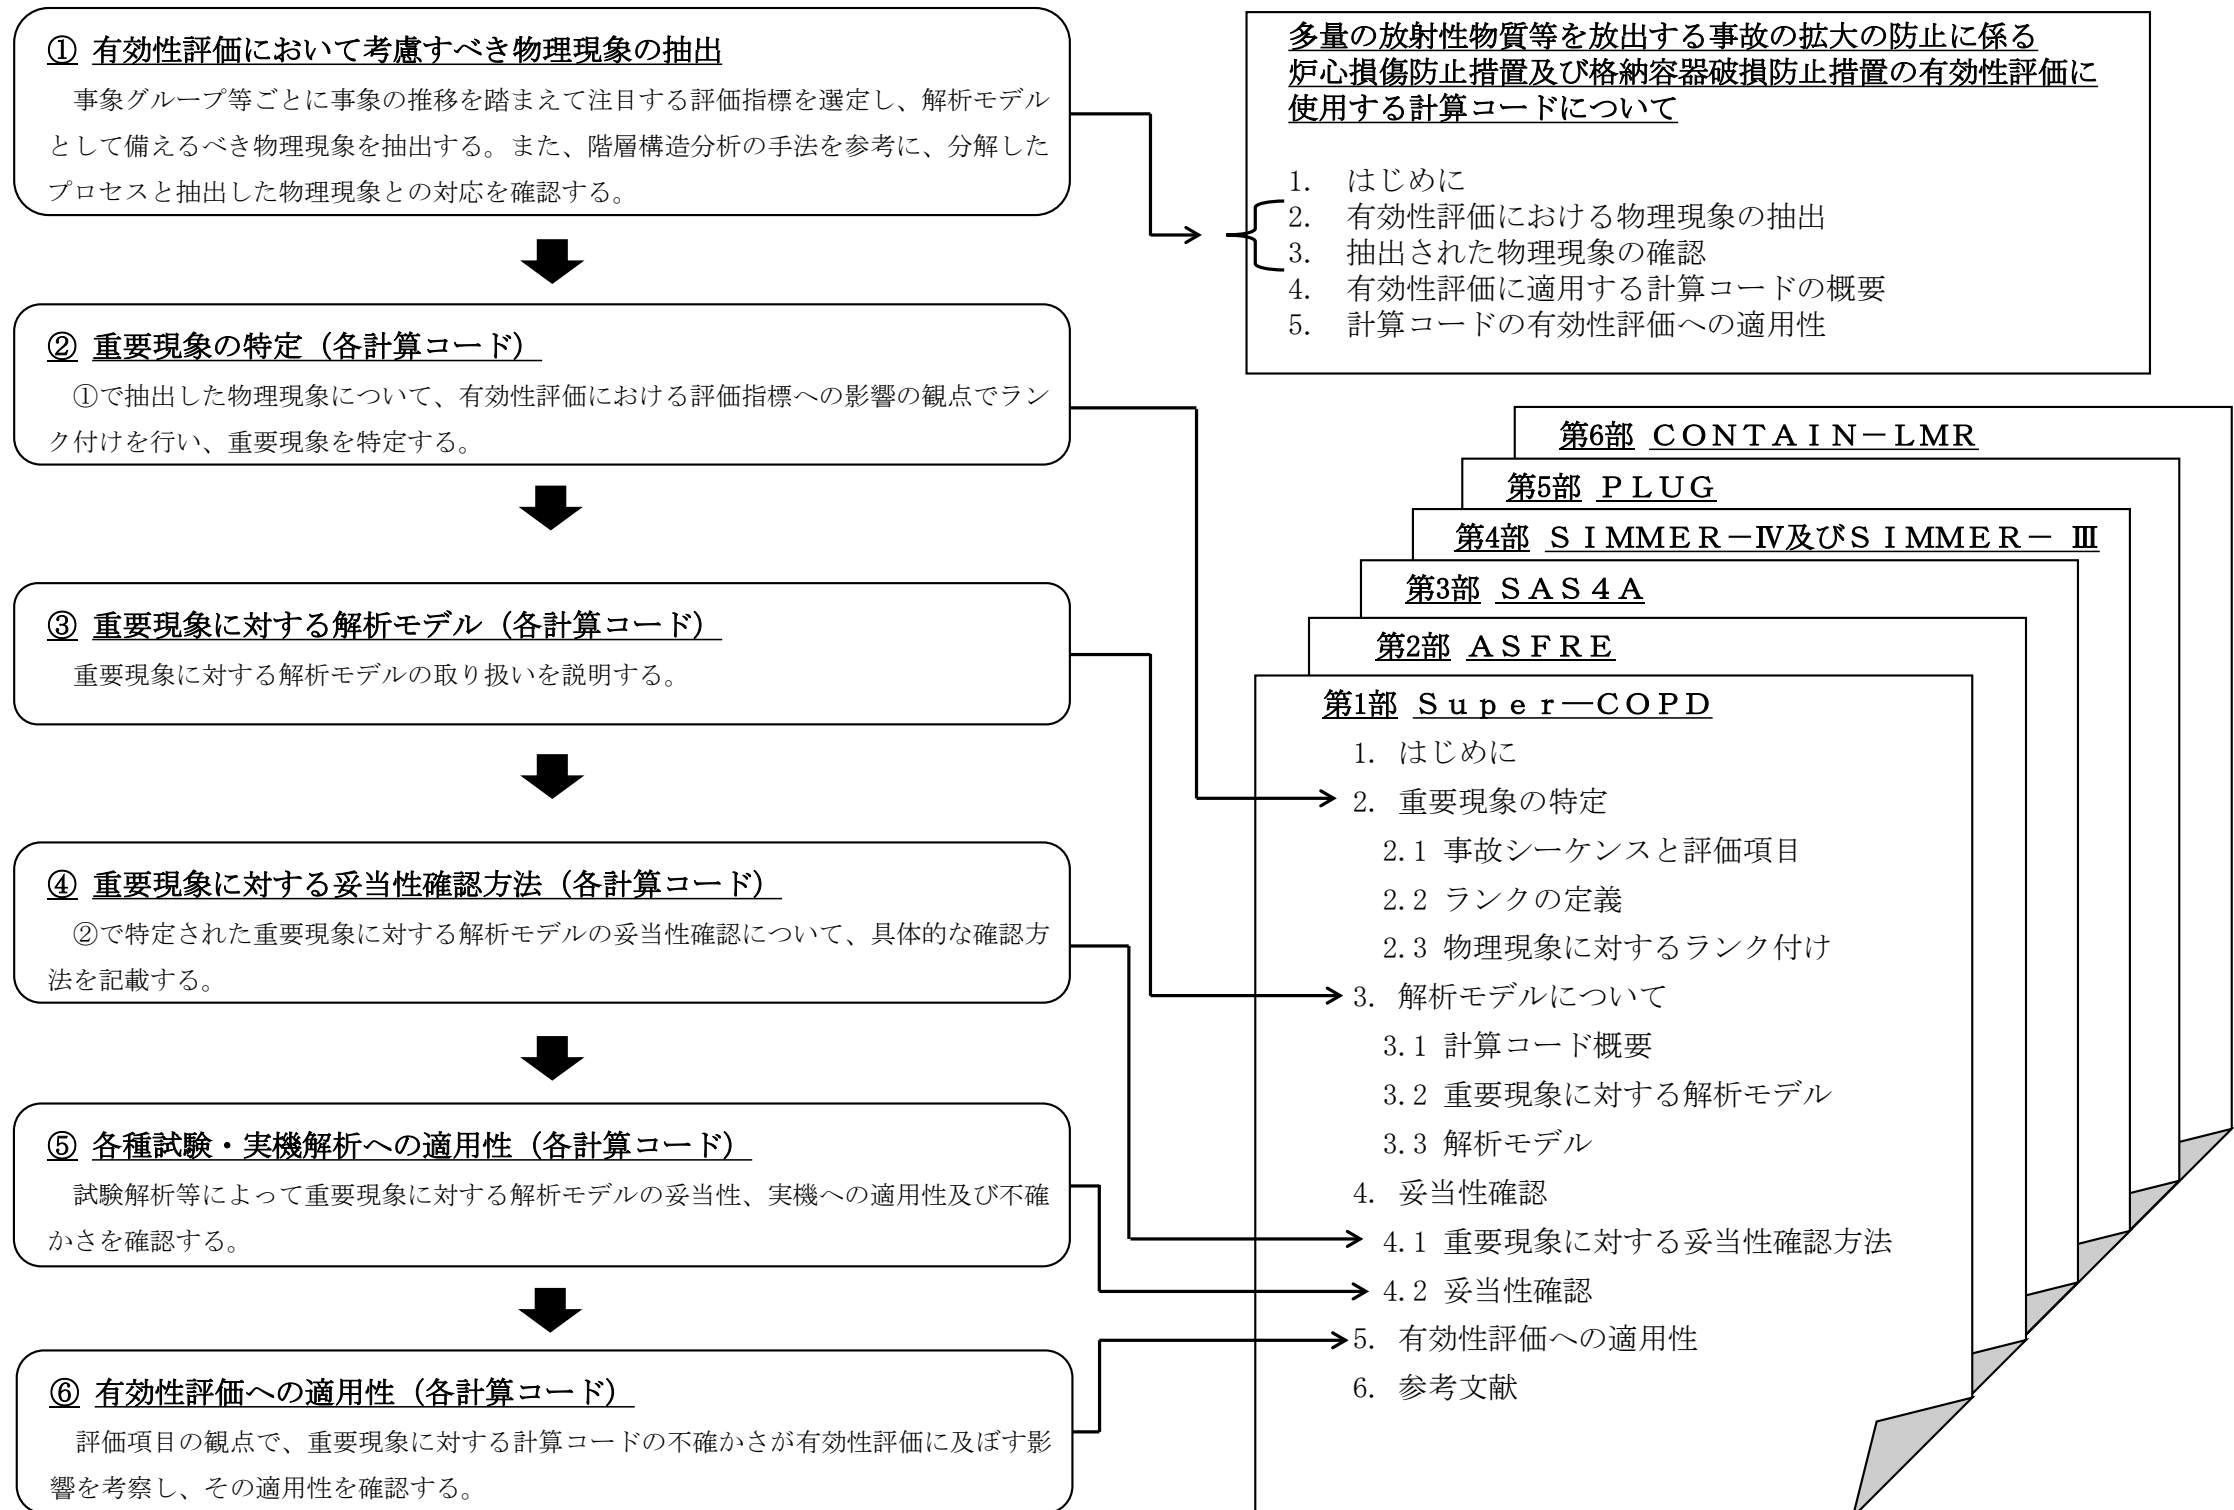 ① 有効性評価において考慮すべき物理現象の抽出
事象グループ等ごとに事象の推移を踏まえて注目する評価指標を選定し、解析モデル
として備えるべき物理現象を抽出する。また、階層構造分析の手法を参考に、分解した
プロセスと抽出した物理現象との対応を確認する。
② 重要現象の特定（各計算コード）
①で抽出した物理現象について、有効性評価における評価指標への影響の観点でラン
ク付けを行い、重要現象を特定する。
③ 重要現象に対する解析モデル（各計算コード）
重要現象に対する解析モデルの取り扱いを説明する。
④ 重要現象に対する妥当性確認方法（各計算コード）
②で特定された重要現象に対する解析モデルの妥当性確認について、具体的な確認方
法を記載する。
⑤ 各種試験・実機解析への適用性（各計算コード）
試験解析等によって重要現象に対する解析モデルの妥当性、実機への適用性及び不確
かさを確認する。
⑥ 有効性評価への適用性（各計算コード）
評価項目の観点で、重要現象に対する計算コードの不確かさが有効性評価に及ぼす影
響を考察し、その適用性を確認する。
多量の放射性物質等を放出する事故の拡大の防止に係る
炉心損傷防止措置及び格納容器破損防止措置の有効性評価に
使用する計算コードについて
1. はじめに
2. 有効性評価における物理現象の抽出
3. 抽出された物理現象の確認
4. 有効性評価に適用する計算コードの概要
5. 計算コードの有効性評価への適用性
第6部 ＣＯＮＴＡＩＮ－ＬＭＲ
第5部 ＰＬＵＧ
第4部 ＳＩＭＭＥＲ－Ⅳ及びＳＩＭＭＥＲ－ Ⅲ
第3部 ＳＡＳ４Ａ
第2部 ＡＳＦＲＥ
第1部 Ｓｕｐｅｒ―ＣＯＰＤ
1. はじめに
2. 重要現象の特定
2.1 事故シーケンスと評価項目
2.2 ランクの定義
2.3 物理現象に対するランク付け
3. 解析モデルについて
3.1 計算コード概要
3.2 重要現象に対する解析モデル
3.3 解析モデル
4. 妥当性確認
4.1 重要現象に対する妥当性確認方法
4.2 妥当性確認
5. 有効性評価への適用性
6. 参考文献